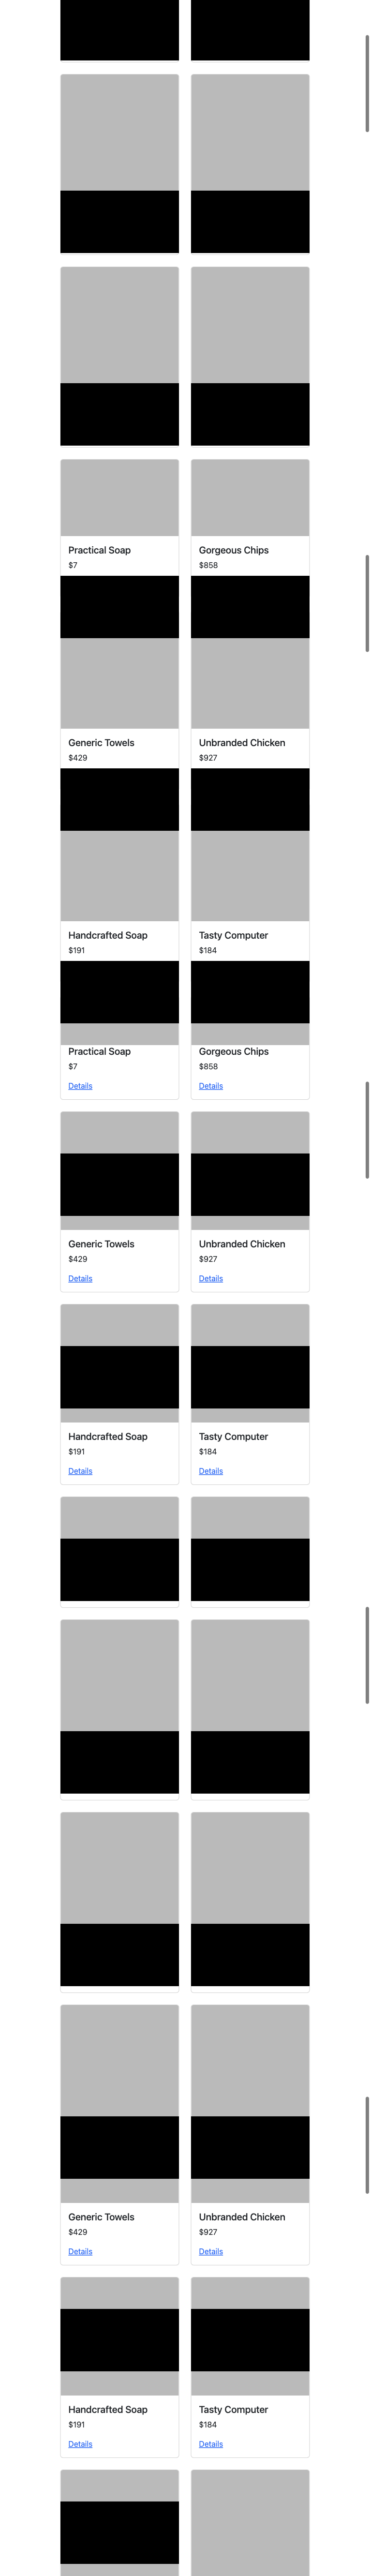 Practical Soap
Gorgeous Chips
$7
$858
Generic Towels
Unbranded Chicken
$429
$927
Handcrafted Soap
Tasty Computer
$191
$184
Practical Soap
Gorgeous Chips
$7
$858
Details
Details
Generic Towels
Unbranded Chicken
$429
$927
Details
Details
Handcrafted Soap
Tasty Computer
$191
$184
Details
Details
Generic Towels
Unbranded Chicken
$429
$927
Details
Details
Handcrafted Soap
Tasty Computer
$191
$184
Details
Details